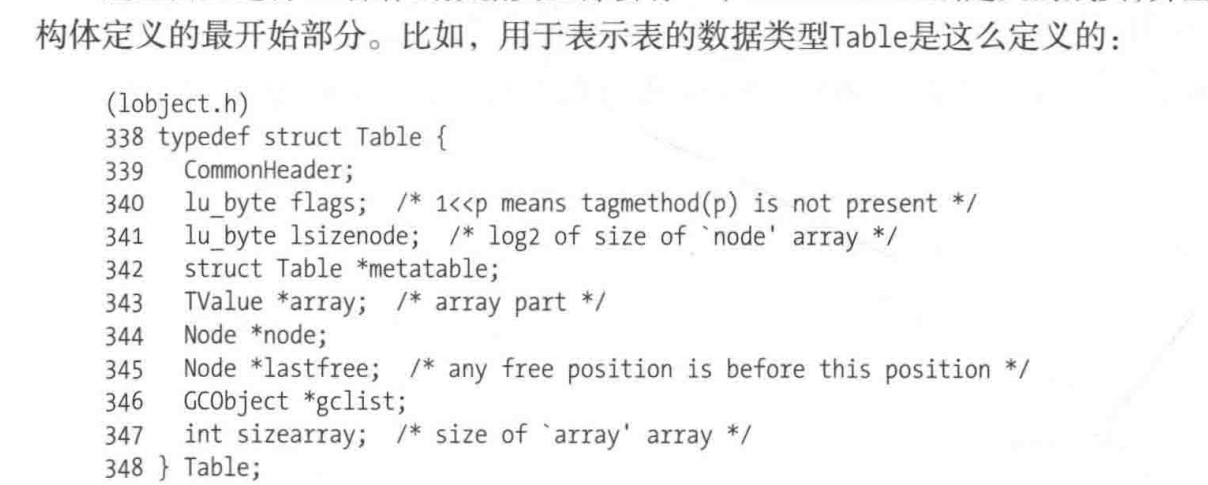 构体定义的最开始部分。比如，用于表示表的数据类型Table是这么定义的：
(lobject.h)
338 typedef struct Table {
339   CommonHeader;
340   lu_byte flags;  /* 1<<p means tagmethod(p) is not present */
341   lu_byte lsizenode;  /* log2 of size of `node' array */
342   struct Table *metatable;
343   TValue *array;  /* array part */
344   Node *node;
345   Node *lastfree;  /* any free position is before this position */
346   GCObject *gclist;
347   int sizearray;  /* size of `array' array */
348 } Table;